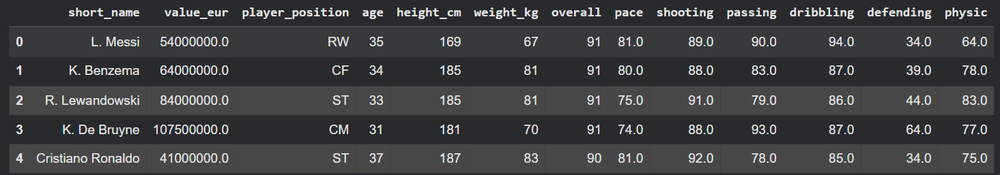 short_name value_eur player_position age height_cm weight_kg overall pace shooting passing dribbling defending physic
0 L. Messi 54000000.0 RW 35 169 67 91 81.0 89.0 90.0 94.0 34.0 64.0
1 K. Benzema 64000000.0 CF 34 185 81 91 80.0 88.0 83.0 87.0 39.0 78.0
2 R. Lewandowski 84000000.0 ST 33 185 81 91 75.0 91.0 79.0 86.0 44.0 83.0
3 K. De Bruyne 107500000.0 CM 31 181 70 91 74.0 88.0 93.0 87.0 64.0 77.0
4 Cristiano Ronaldo 41000000.0 ST 37 187 83 90 81.0 92.0 78.0 85.0 34.0 75.0